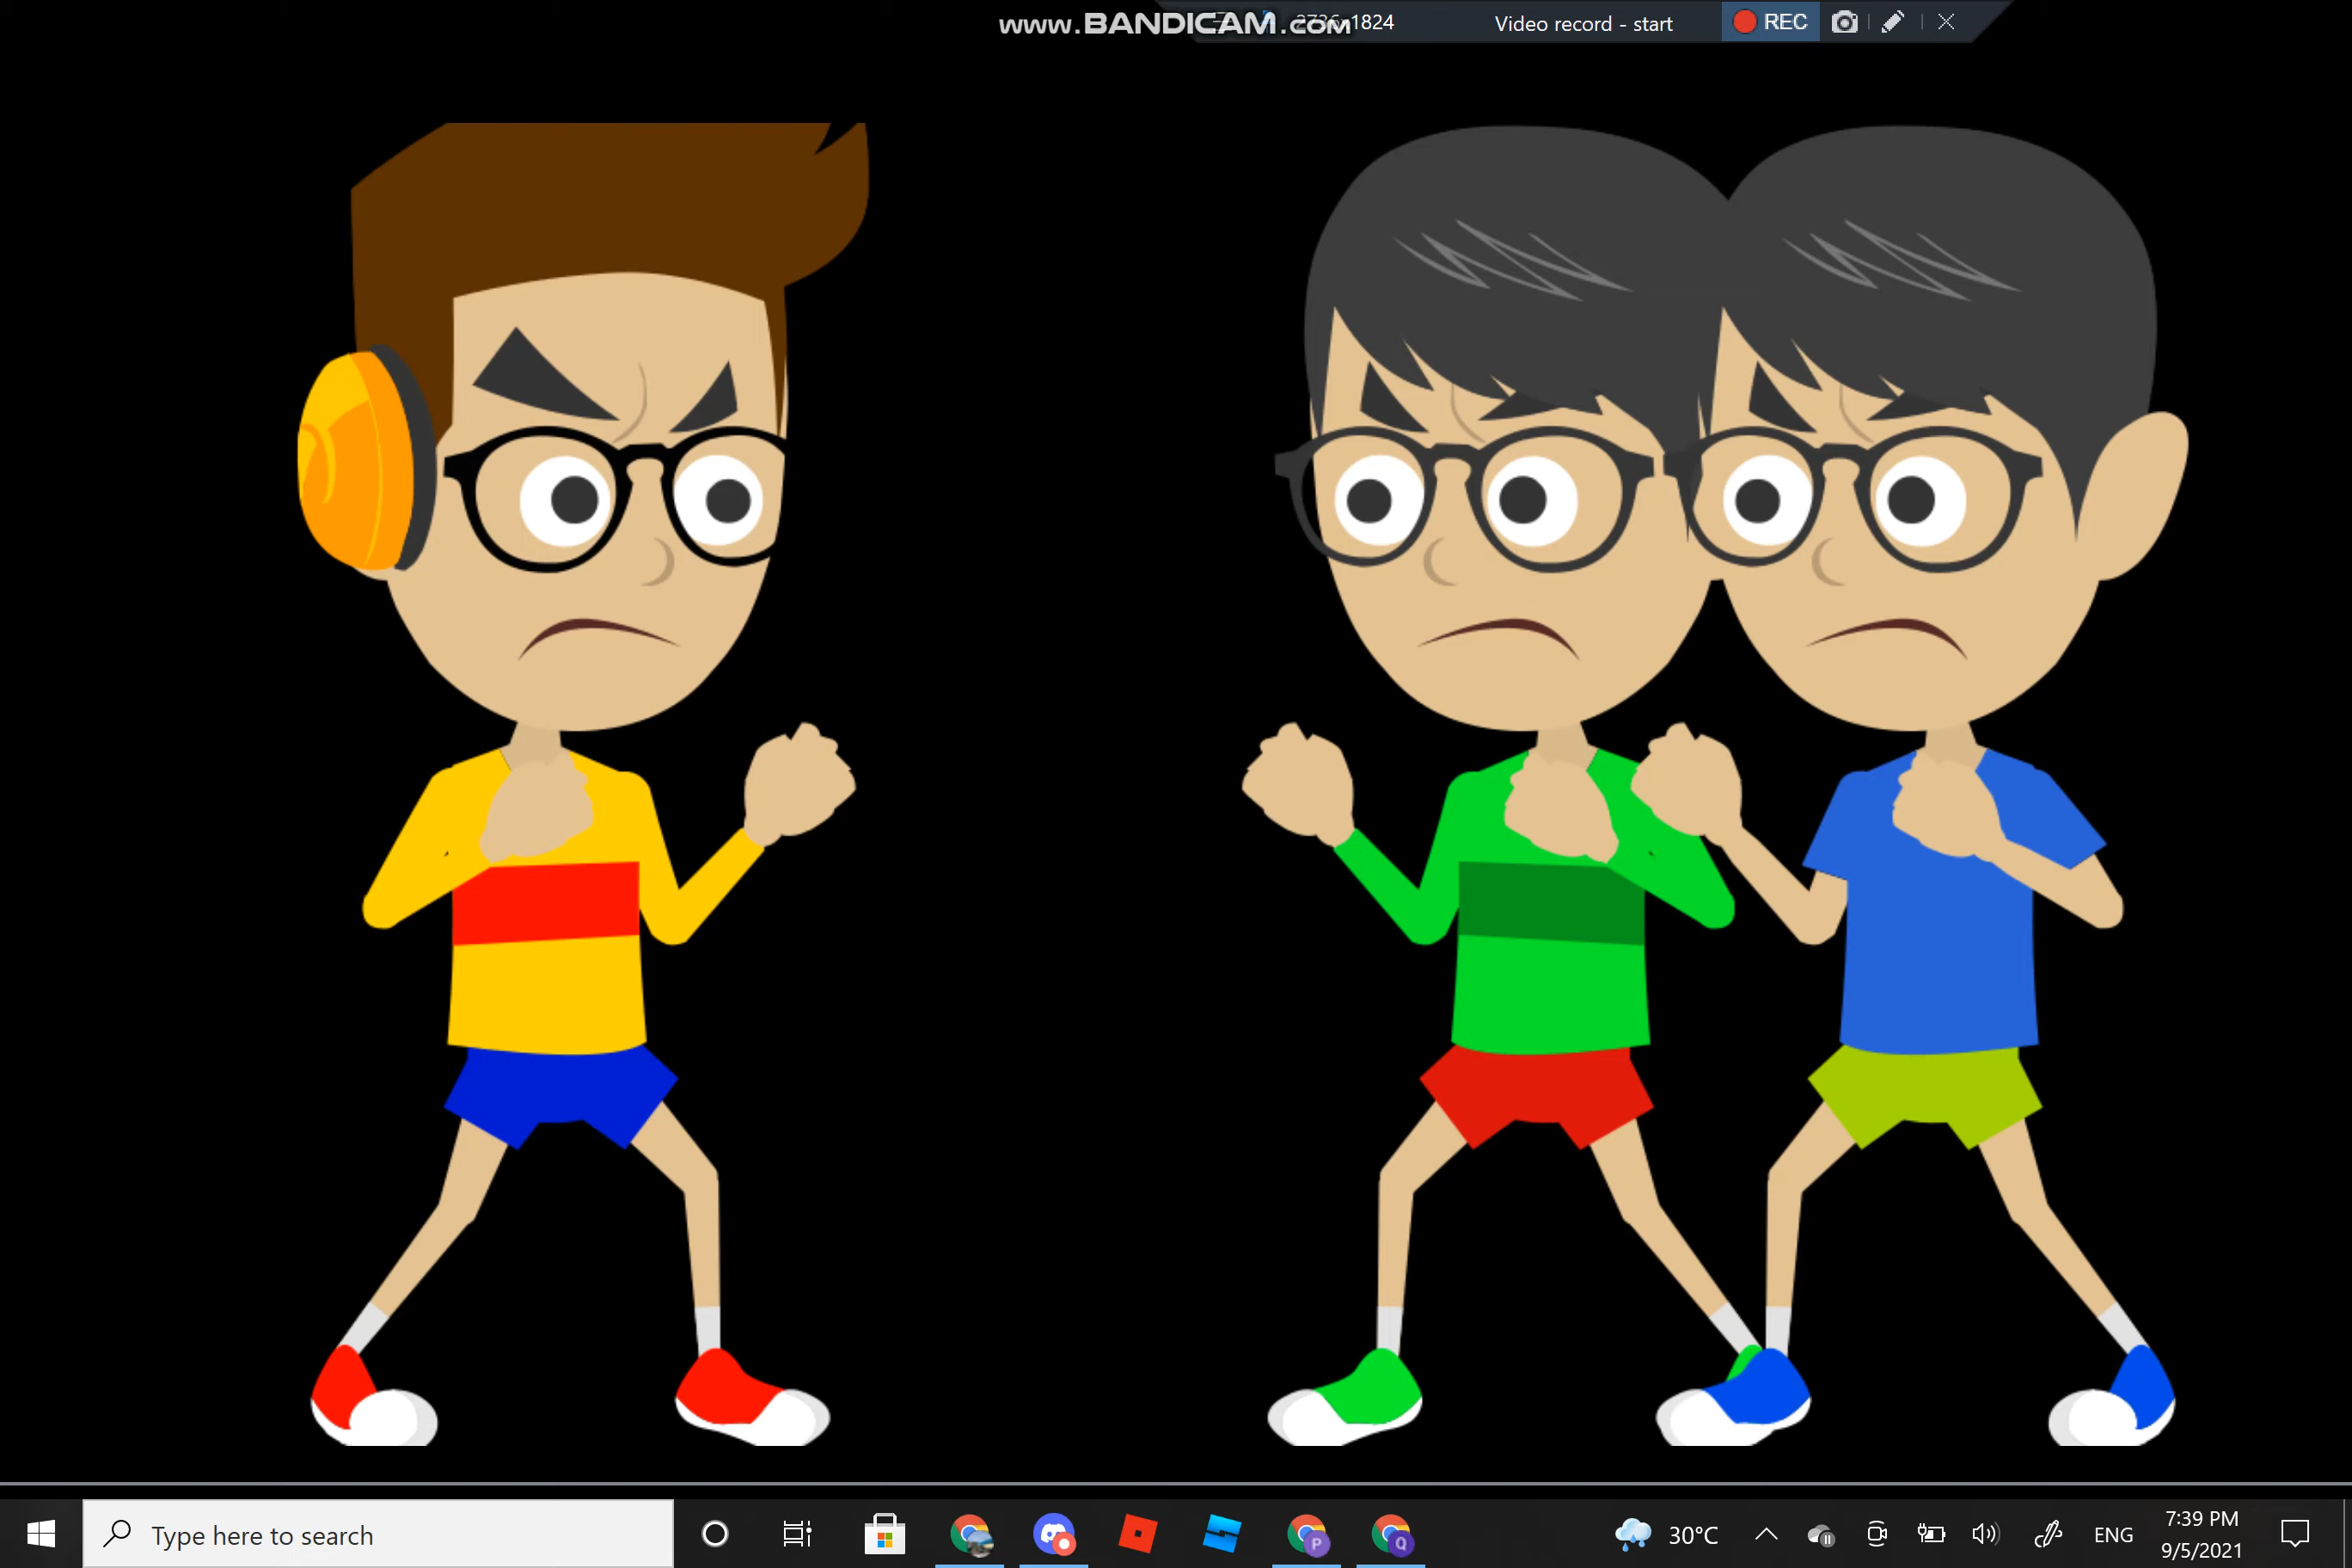 www.BANDICAM.com
1824
Video record - start
REC
Type here to search
P
Q
30°C
ENG
7:39 PM
9/5/2021